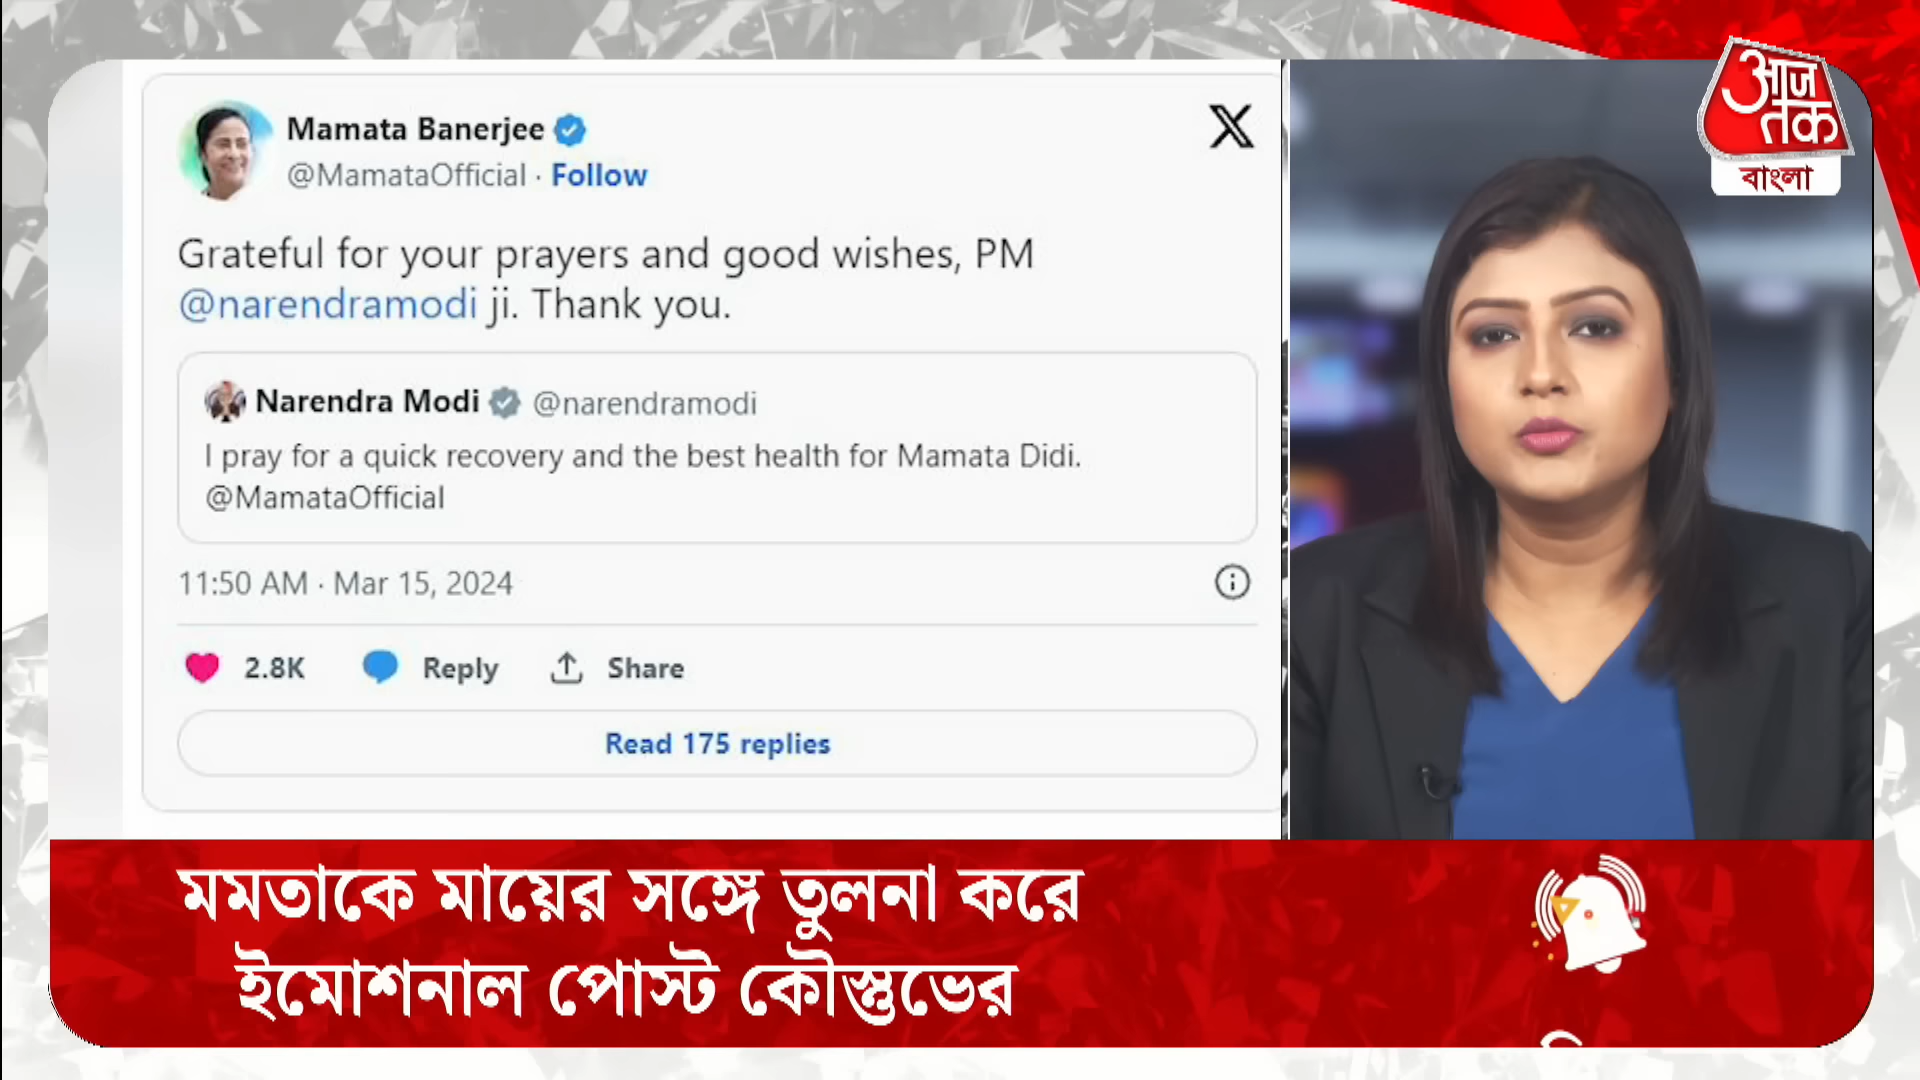 Mamata Banerjee
@MamataOfficial · Follow
Grateful for your prayers and good wishes, PM
@narendramodi ji. Thank you.
Narendra Modi @narendramodi
I pray for a quick recovery and the best health for Mamata Didi.
@MamataOfficial
11:50 AM · Mar 15, 2024
2.8K Reply Share
Read 175 replies
आज
तक
বাংলা
মমতাকে মায়ের সঙ্গে তুলনা করে
ইমোশনাল পোস্ট কৌস্তুভের